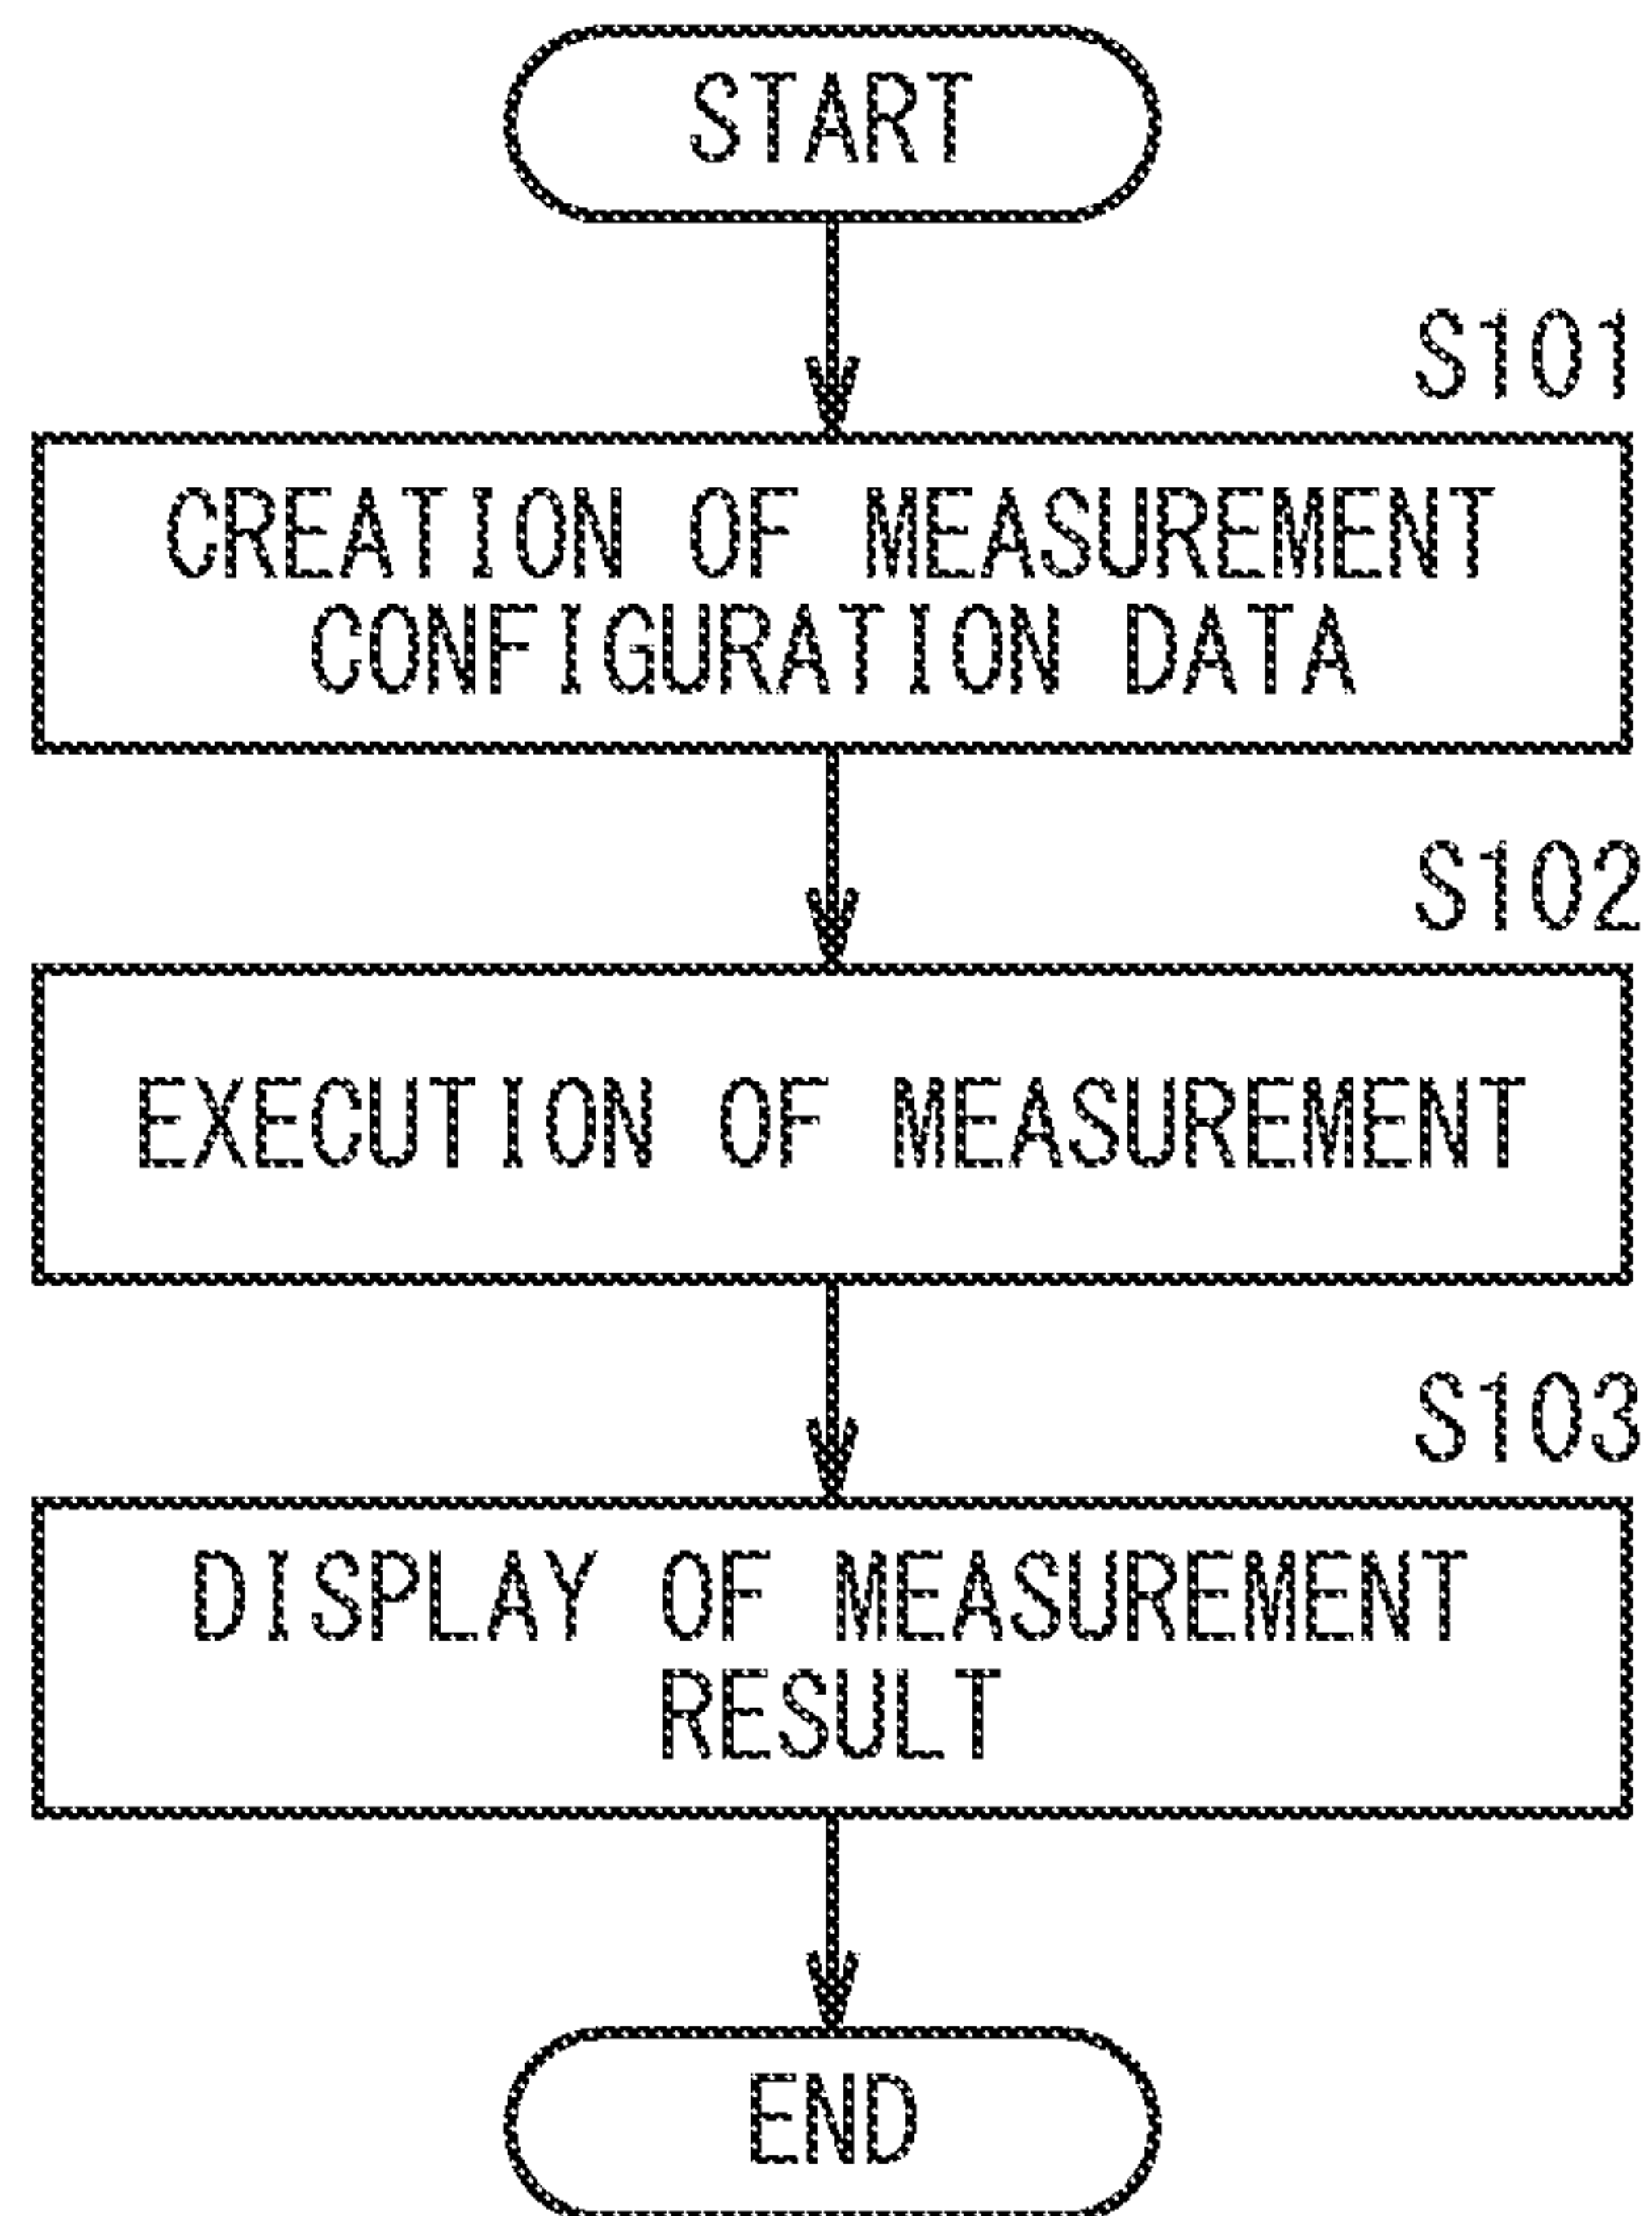 START
S101
CREATION OF MEASUREMENT
CONFIGURATION DATA
S102
EXECUTION OF MEASUREMENT
S103
DISPLAY OF MEASUREMENT
RESULT
END